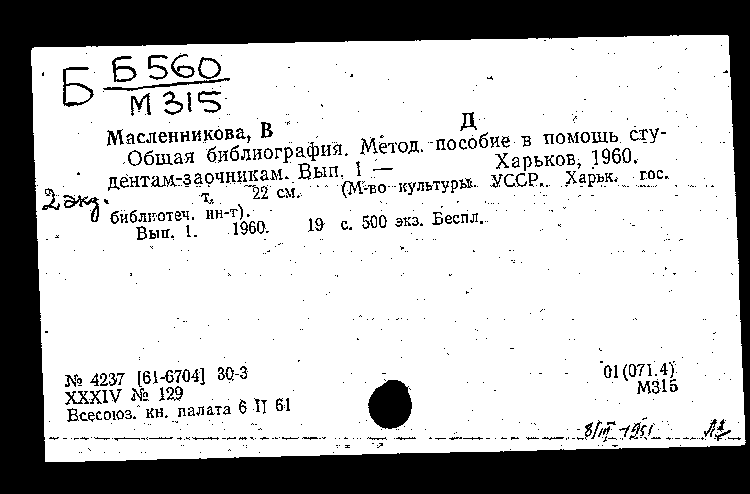 Б Б560
М315
Масленникова, В Д
Общая библиография. Метод. пособие в помощь сту-
дентам-заочникам. Вып. 1 — Харьков, 1960.
2 экз. т. 22 см. (М-во культуры УССР. Харьк. гос.
библиотеч. ин-т).
Вып. 1. 1960. 19 с. 500 экз. Беспл.
№ 4237 [61-6704] 30-3
XXXIV № 129
Всесоюз. кн. палата 6 II 61
01(071.4)
М315